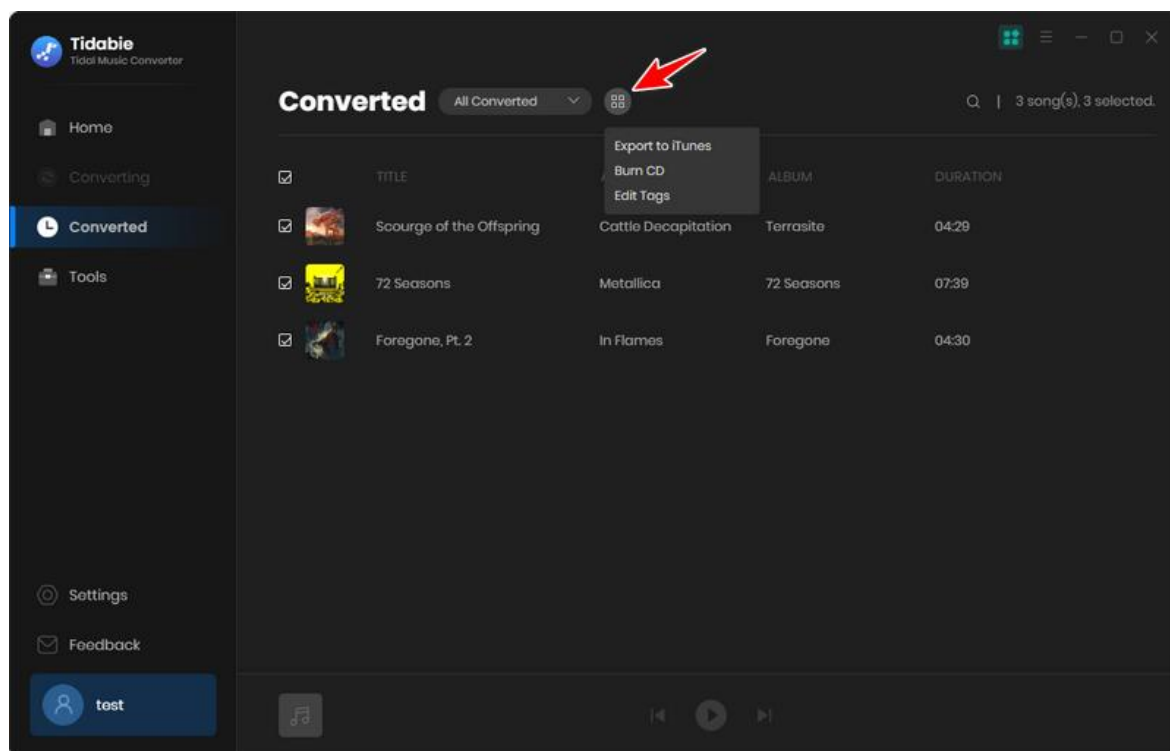 Tidabie
Tidal Music Converter
Home
Converting
Converted
Tools
Settings
Feedback
test
Converted All Converted
3 song(s), 3 selected.
Export to iTunes
Burn CD
Edit Tags
TITLE ALBUM DURATION
Scourge of the Offspring Cattle Decapitation Terrasite 04:29
72 Seasons Metallica 72 Seasons 07:39
Foregone, Pt. 2 In Flames Foregone 04:30